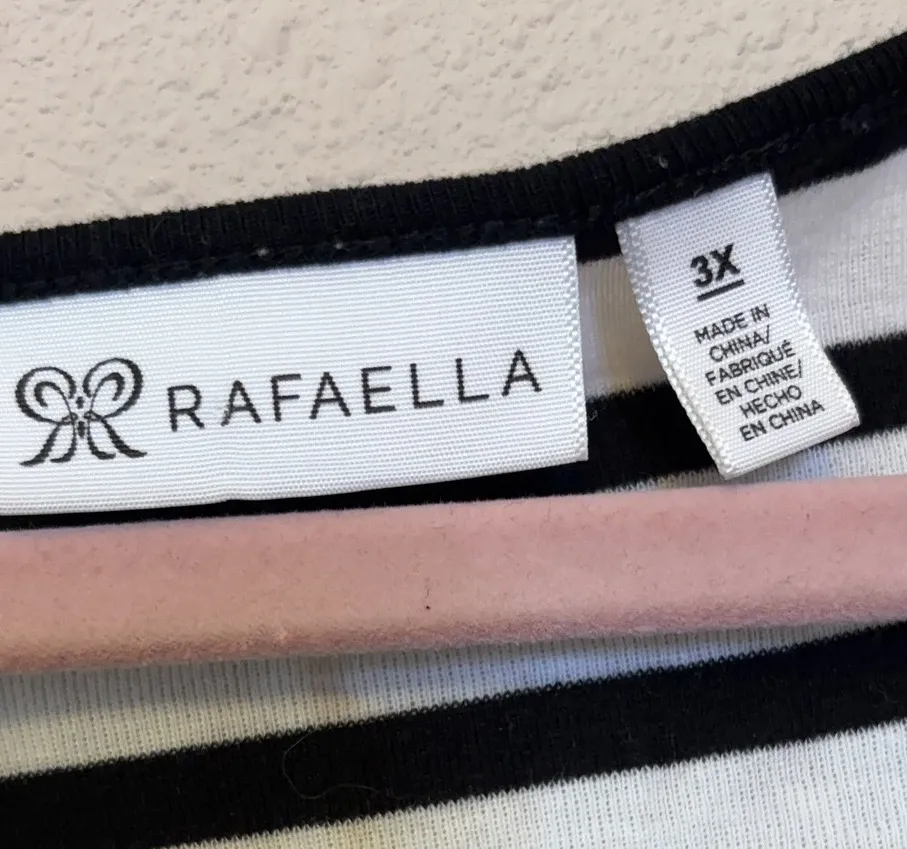 RAFAELLA
3X
MADE IN
CHINA/
FABRIQUÉ
EN CHINE/
HECHO
EN CHINA